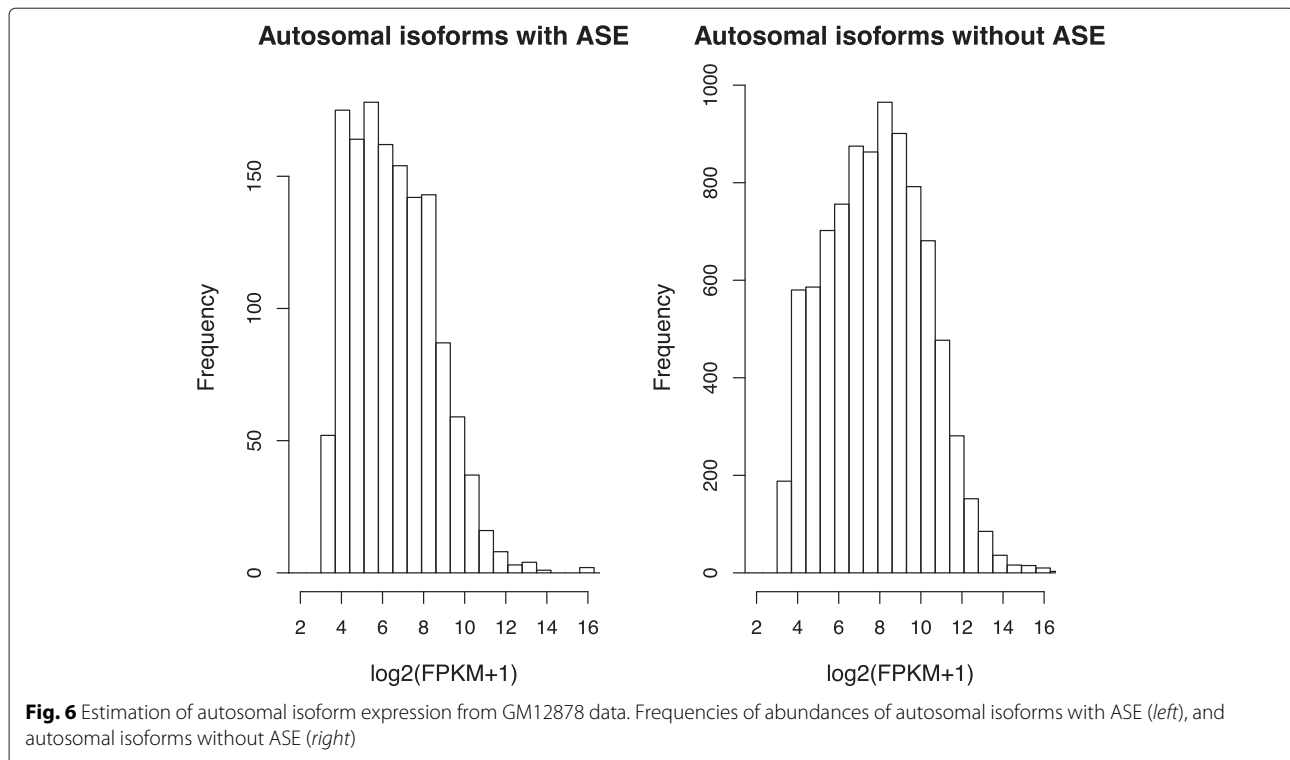 Autosomal isoforms with ASE
Frequency
150
100
50
0
2 4 6 8 10 12 14 16
log2(FPKM+1)
Autosomal isoforms without ASE
Frequency
1000
800
600
400
200
0
2 4 6 8 10 12 14 16
log2(FPKM+1)
Fig. 6 Estimation of autosomal isoform expression from GM12878 data. Frequencies of abundances of autosomal isoforms with ASE (left), and
autosomal isoforms without ASE (right)